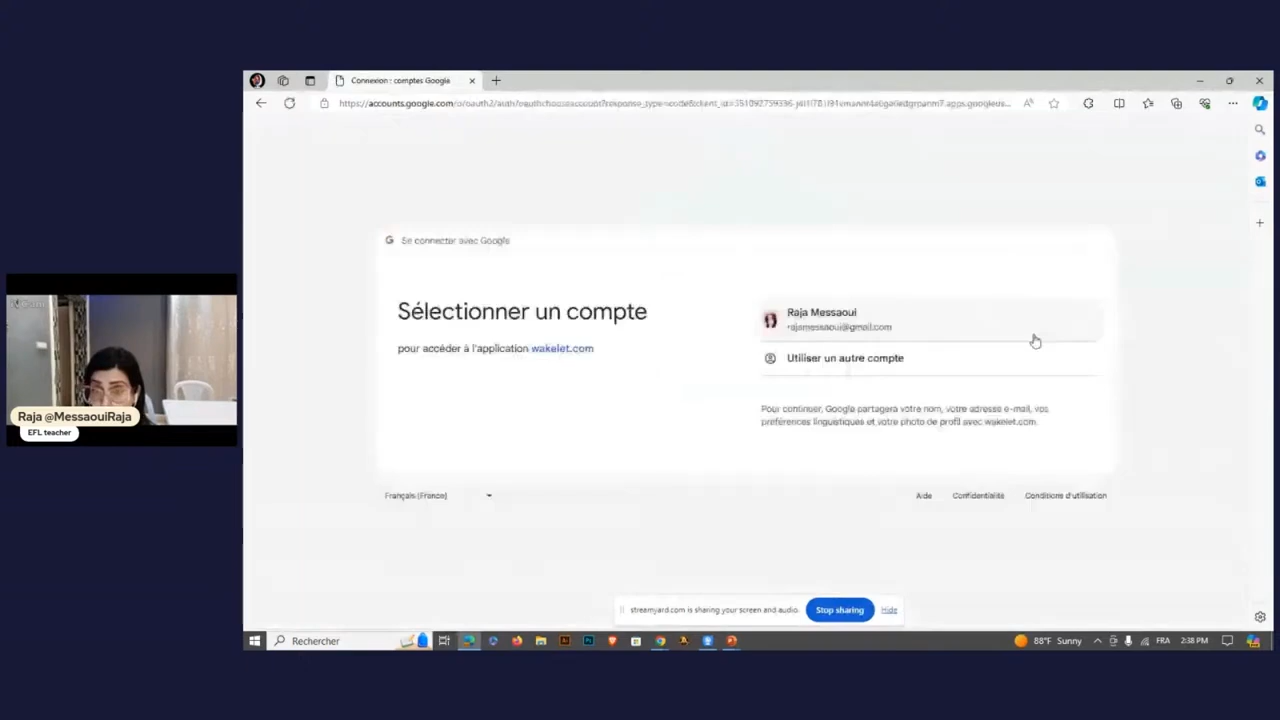 Connexion : comptes Google
Se connecter avec Google
Sélectionner un compte
pour accéder à l'application wakelet.com
Raja Messaoui
rajamessaoui@gmail.com
Utiliser un autre compte
Pour continuer, Google partagera votre nom, votre adresse e-mail, vos
préférences linguistiques et votre photo de profil avec wakelet.com.
Français (France)
Aide Confidentialité Conditions d'utilisation
Raja @MessaouiRaja
EFL teacher
streamyard.com is sharing your screen and audio.
Stop sharing
Hide
Rechercher
88°F Sunny
FRA
2:38 PM